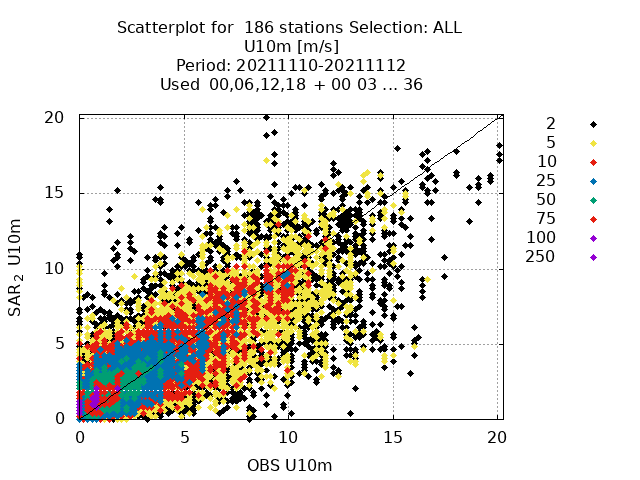 Scatterplot for  186 stations Selection: ALL
U10m [m/s]
Period: 20211110-20211112
Used  00,06,12,18  + 00 03 ... 36
20
15
10
5
0
0 5 10 15 20
SAR₂ U10m
OBS U10m
2
5
10
25
50
75
100
250